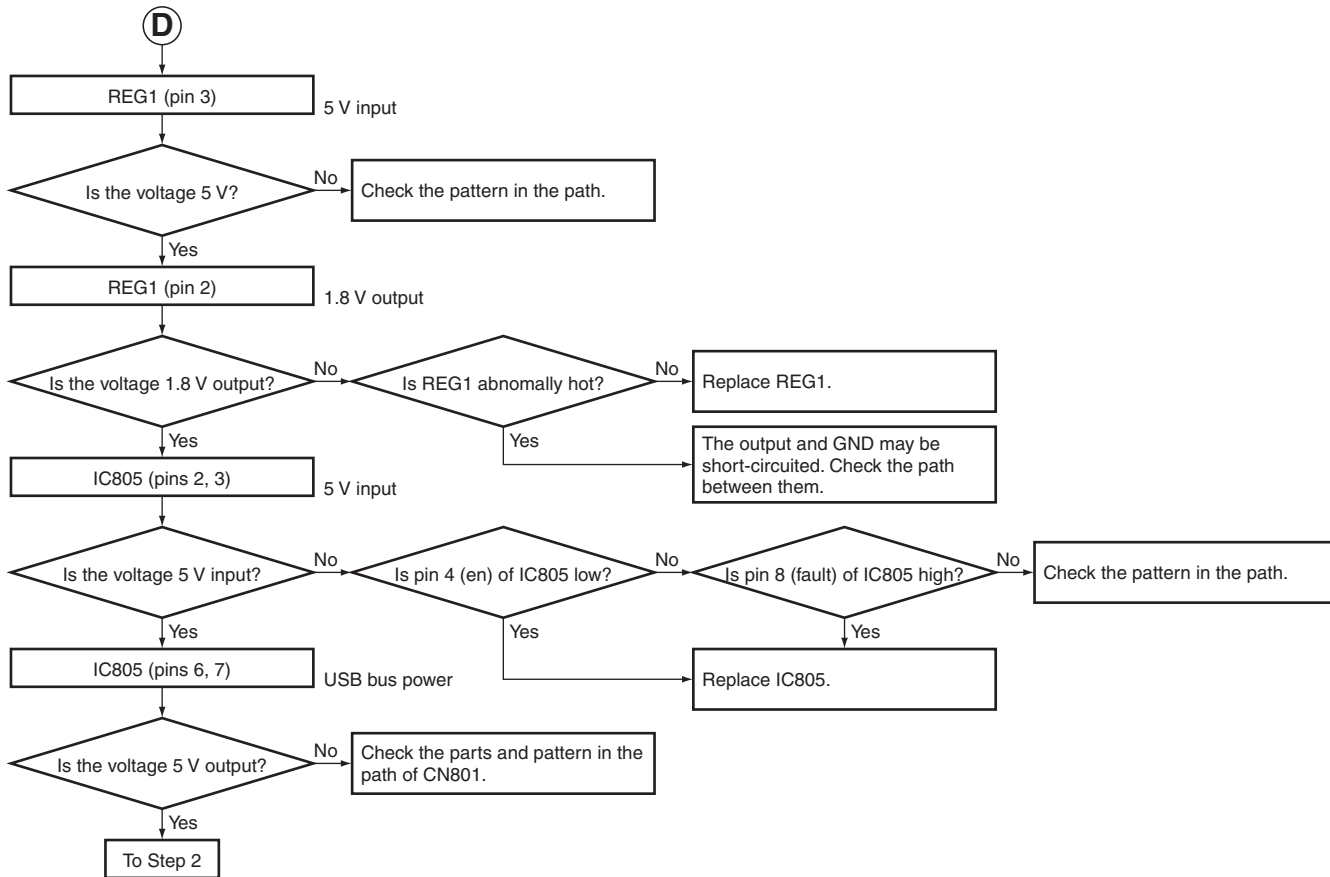 D
REG1 (pin 3)
5 V input
Is the voltage 5 V?
No
Check the pattern in the path.
Yes
REG1 (pin 2)
1.8 V output
Is the voltage 1.8 V output?
No
Is REG1 abnomally hot?
No
Replace REG1.
Yes
Yes
The output and GND may be
short-circuited. Check the path
between them.
IC805 (pins 2, 3)
5 V input
Is the voltage 5 V input?
No
Is pin 4 (en) of IC805 low?
No
Is pin 8 (fault) of IC805 high?
No
Check the pattern in the path.
Yes
Yes
Yes
IC805 (pins 6, 7)
USB bus power
Replace IC805.
Is the voltage 5 V output?
No
Check the parts and pattern in the
path of CN801.
Yes
To Step 2